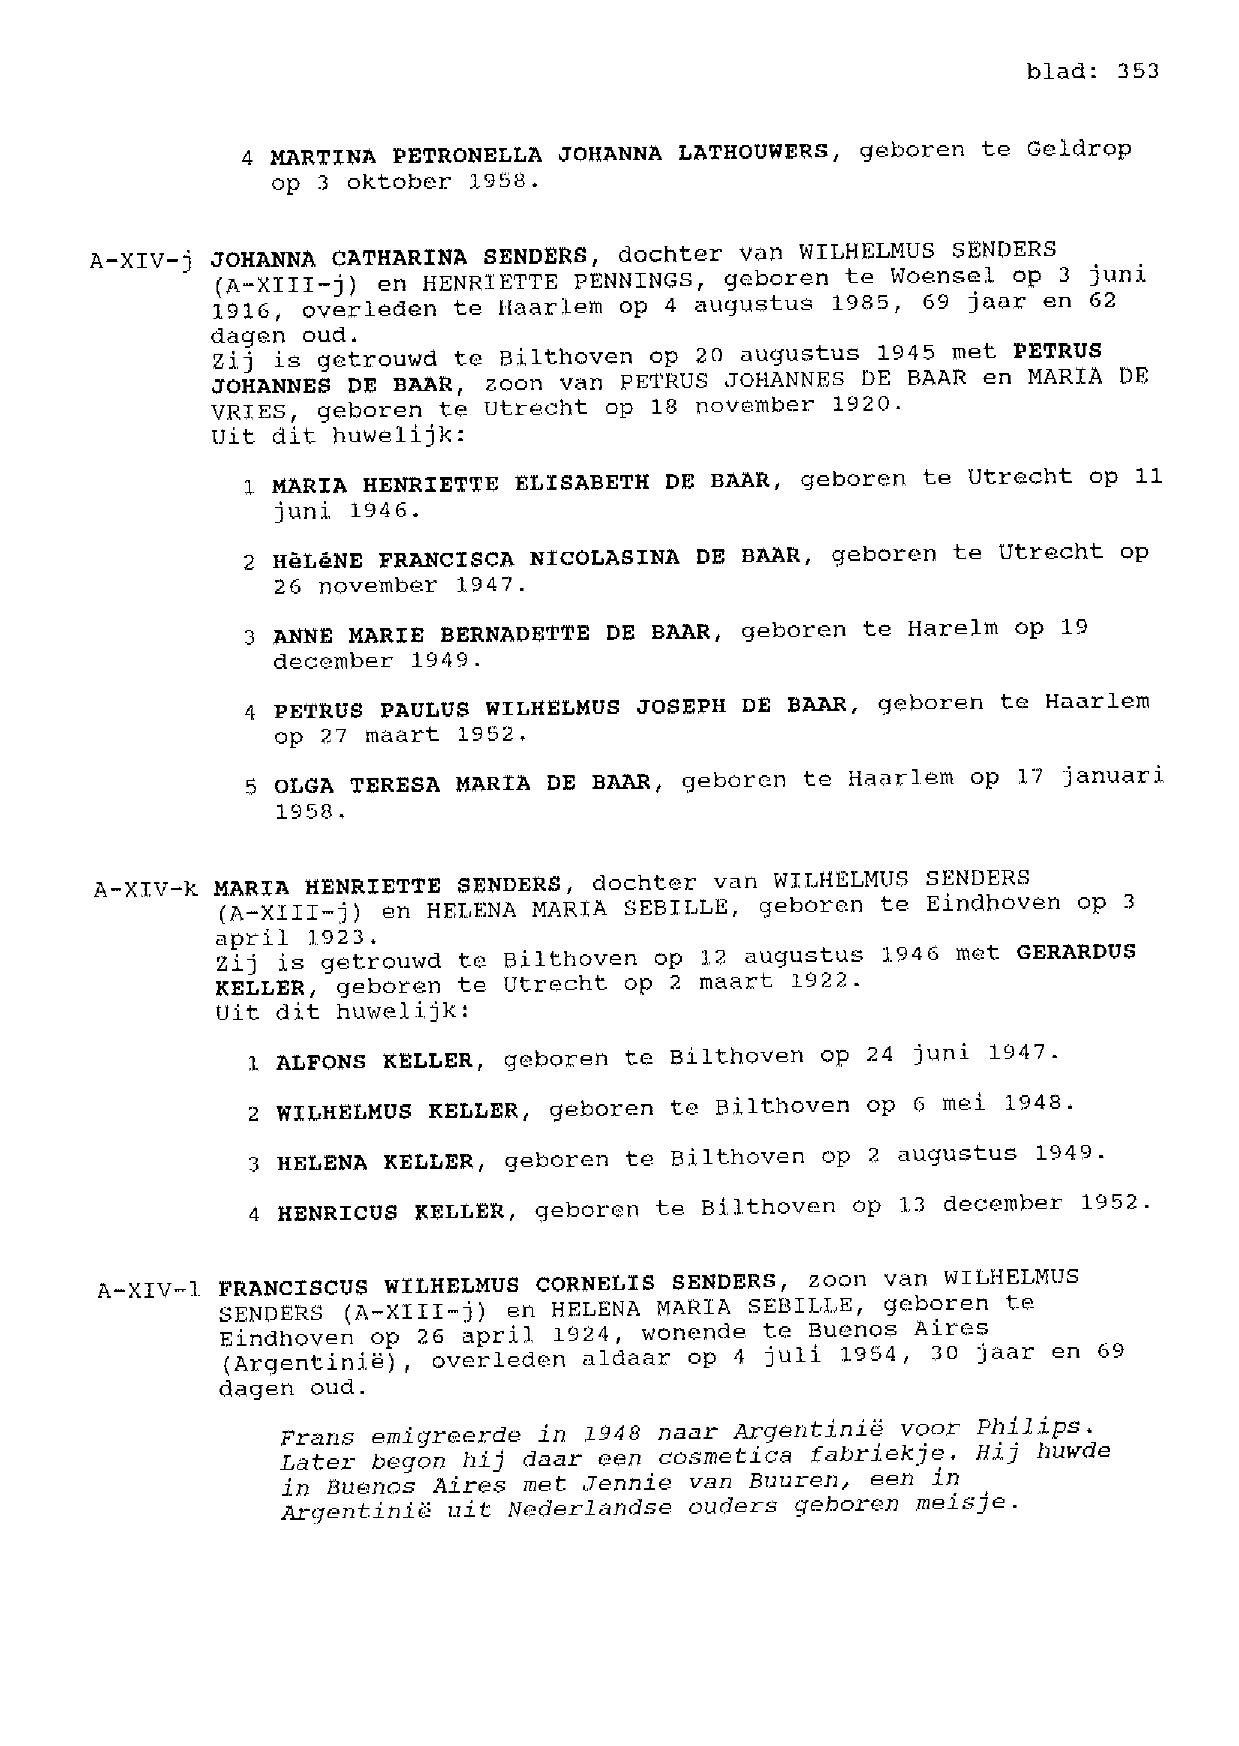 blad: 353
4 MARTINA PETRONELLA JOHANNA LATHOUWERS, geboren te Geldrop
op 3 oktober 1958.
A-XIV-j JOHANNA CATHARINA SENDERS, dochter van WILHELMUS SENDERS
(A-XIII-j) en HENRIETTE PENNINGS, geboren te Woensel op 3 juni
1916, overleden te Haarlem op 4 augustus 1985, 69 jaar en 62
dagen oud.
Zij is getrouwd te Bilthoven op 20 augustus 1945 met PETRUS
JOHANNES DE BAAR, zoon van PETRUS JOHANNES DE BAAR en MARIA DE
VRIES, geboren te Utrecht op 18 november 1920.
Uit dit huwelijk:
1 MARIA HENRIETTE ELISABETH DE BAAR, geboren te Utrecht op 11
juni 1946.
2 HèLéNE FRANCISCA NICOLASINA DE BAAR, geboren te Utrecht op
26 november 1947.
3 ANNE MARIE BERNADETTE DE BAAR, geboren te Harelm op 19
december 1949.
4 PETRUS PAULUS WILHELMUS JOSEPH DE BAAR, geboren te Haarlem
op 27 maart 1952.
5 OLGA TERESA MARIA DE BAAR, geboren te Haarlem op 17 januari
1958.
A-XIV-k MARIA HENRIETTE SENDERS, dochter van WILHELMUS SENDERS
(A-XIII-j) en HELENA MARIA SEBILLE, geboren te Eindhoven op 3
april 1923.
Zij is getrouwd te Bilthoven op 12 augustus 1946 met GERARDUS
KELLER, geboren te Utrecht op 2 maart 1922.
Uit dit huwelijk:
1 ALFONS KELLER, geboren te Bilthoven op 24 juni 1947.
2 WILHELMUS KELLER, geboren te Bilthoven op 6 mei 1948.
3 HELENA KELLER, geboren te Bilthoven op 2 augustus 1949.
4 HENRICUS KELLER, geboren te Bilthoven op 13 december 1952.
A-XIV-l FRANCISCUS WILHELMUS CORNELIS SENDERS, zoon van WILHELMUS
SENDERS (A-XIII-j) en HELENA MARIA SEBILLE, geboren te
Eindhoven op 26 april 1924, wonende te Buenos Aires
(Argentinië), overleden aldaar op 4 juli 1954, 30 jaar en 69
dagen oud.
Frans emigreerde in 1948 naar Argentinië voor Philips.
Later begon hij daar een cosmetica fabriekje. Hij huwde
in Buenos Aires met Jennie van Buuren, een in
Argentinië uit Nederlandse ouders geboren meisje.